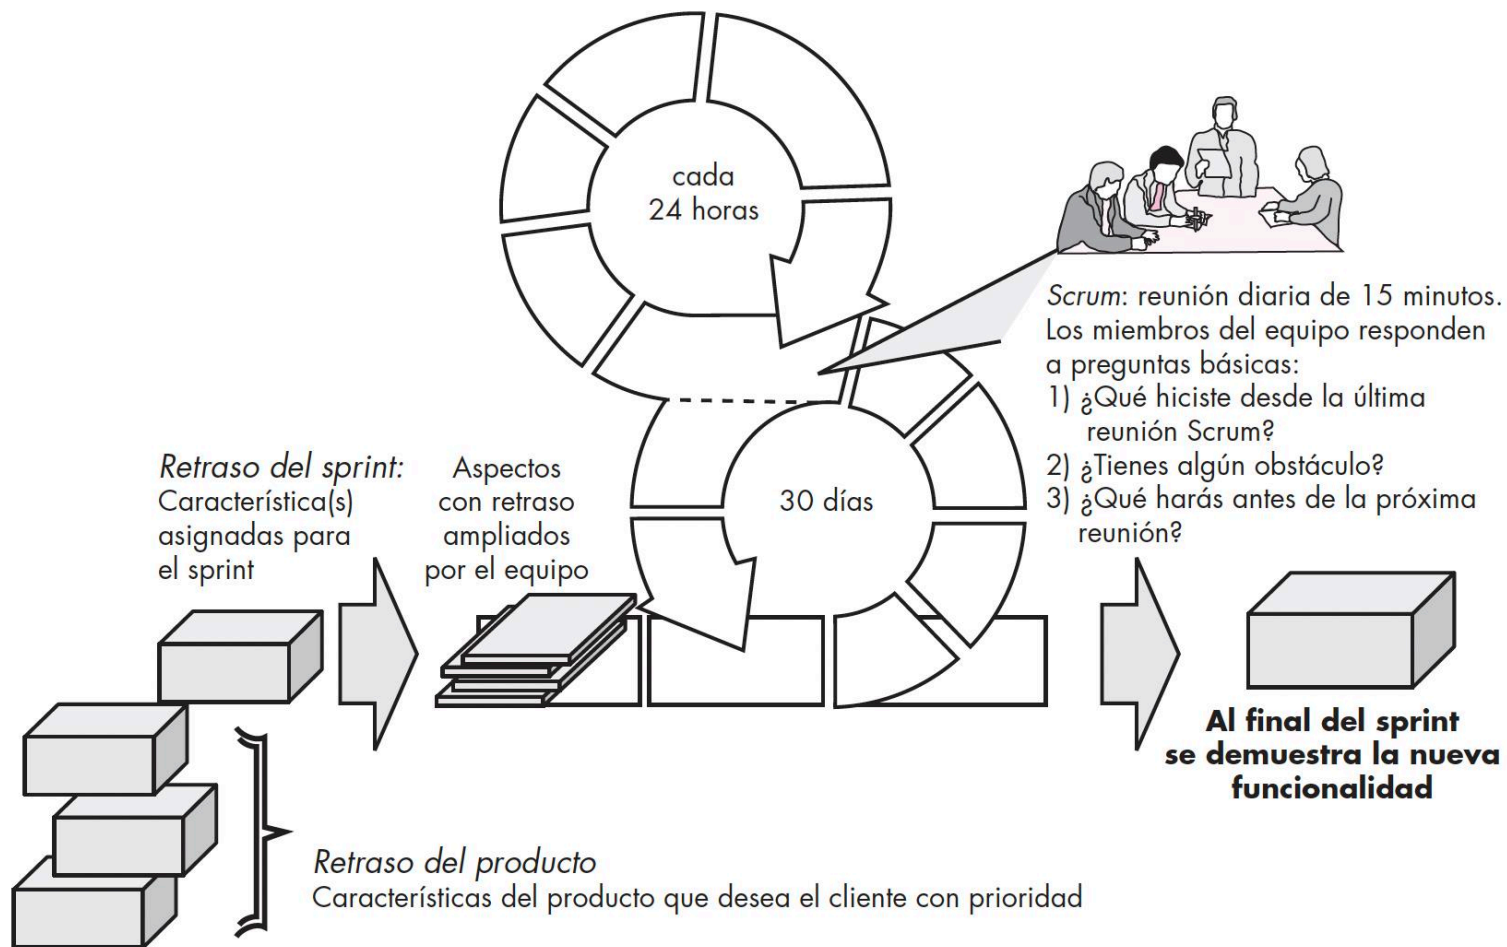 cada
24 horas
Scrum: reunión diaria de 15 minutos.
Los miembros del equipo responden
a preguntas básicas:
1) ¿Qué hiciste desde la última
reunión Scrum?
2) ¿Tienes algún obstáculo?
3) ¿Qué harás antes de la próxima
reunión?
Retraso del sprint:
Característica(s)
asignadas para
el sprint
Aspectos
con retraso
ampliados
por el equipo
30 días
Al final del sprint
se demuestra la nueva
funcionalidad
Retraso del producto
Características del producto que desea el cliente con prioridad